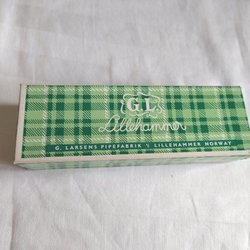 GL
Lillehammer
G. LARSENS PIPEFABRIK % LILLEHAMMER NORWAY